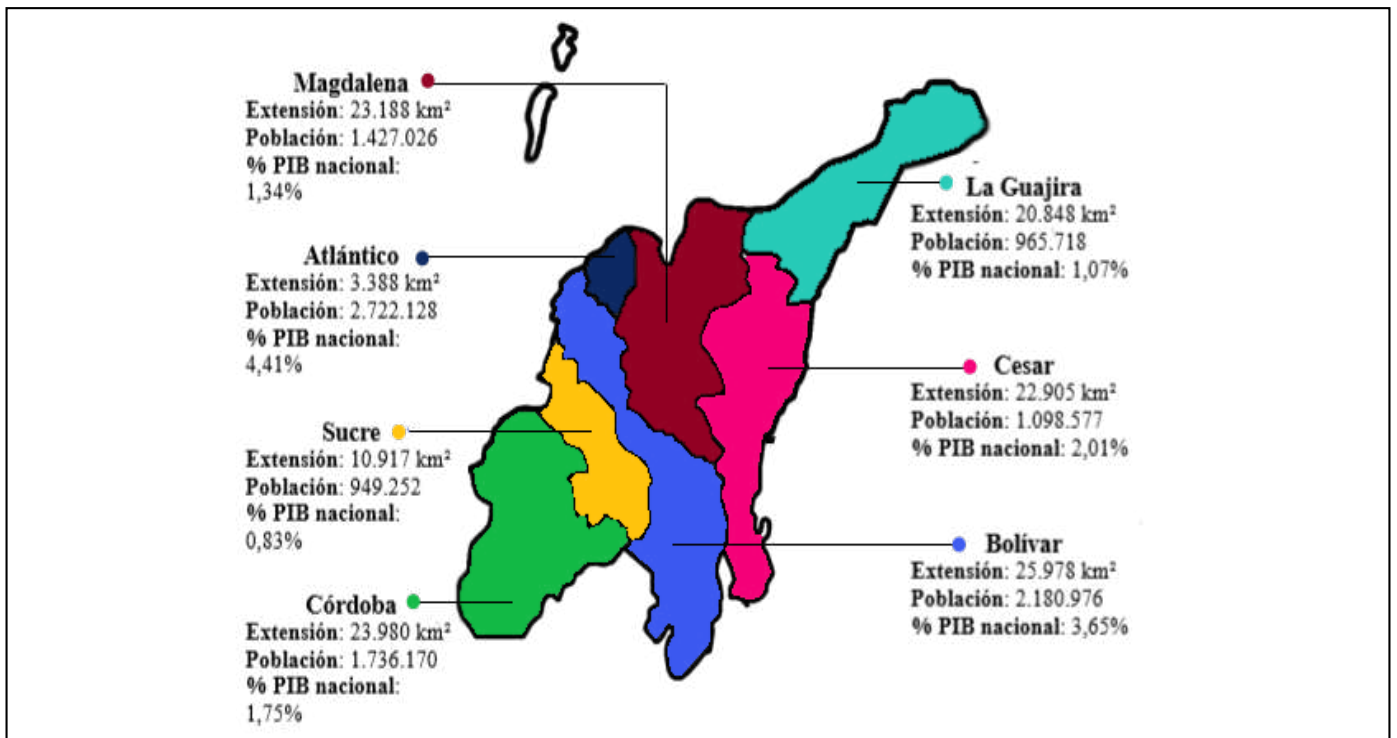 Magdalena
Extensión: 23.188 km²
Población: 1.427.026
% PIB nacional:
1,34%
Atlántico
Extensión: 3.388 km²
Población: 2.722.128
% PIB nacional:
4,41%
Sucre
Extensión: 10.917 km²
Población: 949.252
% PIB nacional:
0,83%
Córdoba
Extensión: 23.980 km²
Población: 1.736.170
% PIB nacional:
1,75%
La Guajira
Extensión: 20.848 km²
Población: 965.718
% PIB nacional: 1,07%
Cesar
Extensión: 22.905 km²
Población: 1.098.577
% PIB nacional: 2,01%
Bolívar
Extensión: 25.978 km²
Población: 2.180.976
% PIB nacional: 3,65%